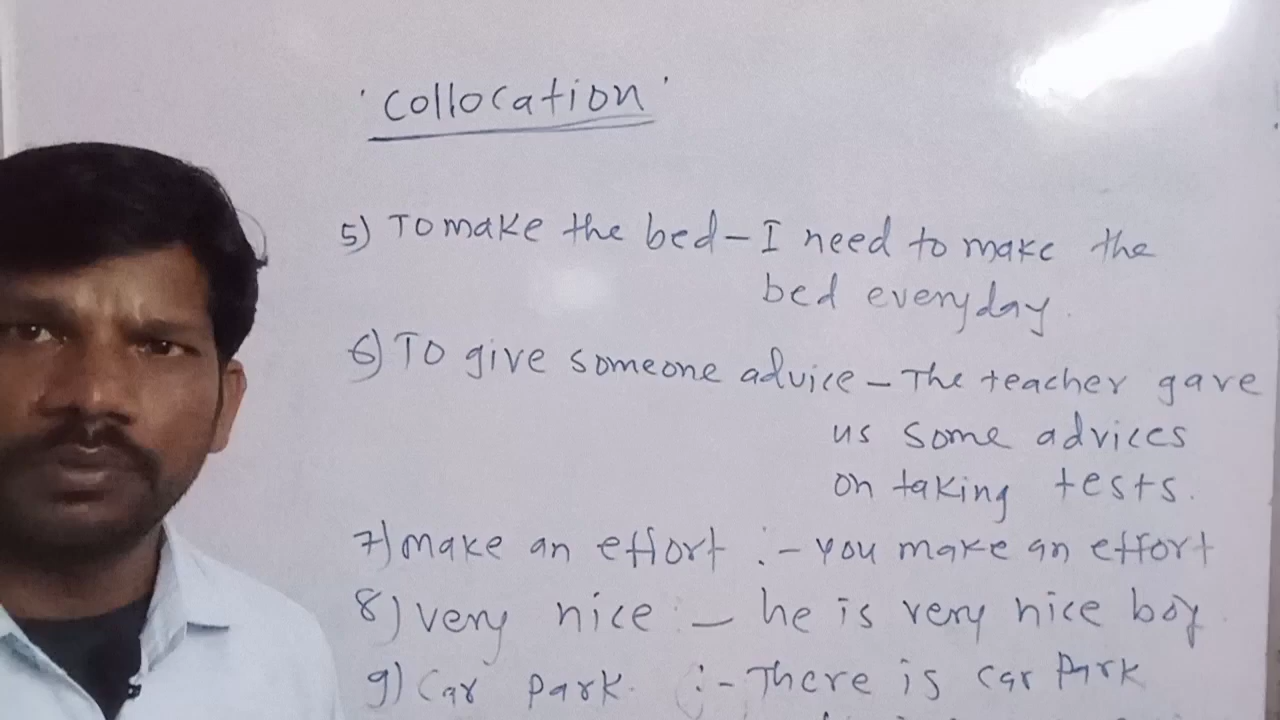 'Collocation'
5) To make the bed - I need to make the
bed everyday.
6) To give someone advice - The teacher gave
us some advices
on taking tests.
7) make an effort :- you make an effort
8) very nice :- he is very nice boy.
9) Car park. :- There is car park